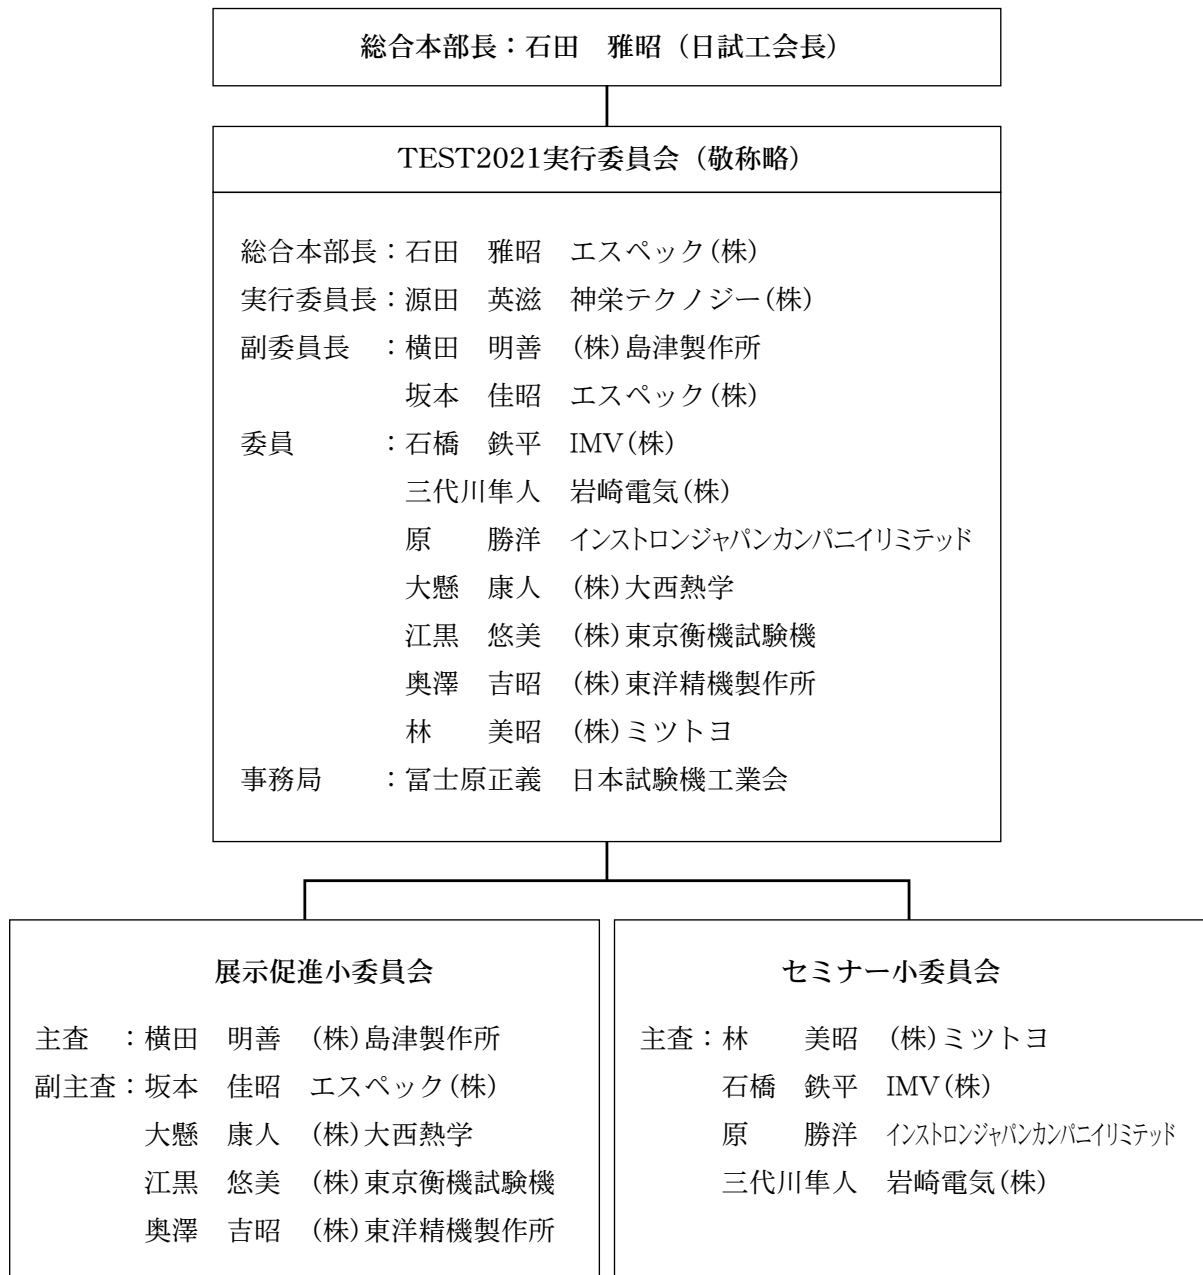 総合本部長：石田　雅昭（日試工会長）
TEST2021実行委員会（敬称略）
総合本部長：石田　雅昭　エスペック(株)
実行委員長：源田　英滋　神栄テクノジー(株)
副委員長　：横田　明善　(株)島津製作所
坂本　佳昭　エスペック(株)
委員　　　：石橋　鉄平　IMV(株)
三代川隼人　岩崎電気(株)
原　　勝洋　インストロンジャパンカンパニイリミテッド
大懸　康人　(株)大西熱学
江黒　悠美　(株)東京衡機試験機
奥澤　吉昭　(株)東洋精機製作所
林　　美昭　(株)ミツトヨ
事務局　　：冨士原正義　日本試験機工業会
展示促進小委員会
主査　：横田　明善　(株)島津製作所
副主査：坂本　佳昭　エスペック(株)
大懸　康人　(株)大西熱学
江黒　悠美　(株)東京衡機試験機
奥澤　吉昭　(株)東洋精機製作所
セミナー小委員会
主査：林　　美昭　(株)ミツトヨ
石橋　鉄平　IMV(株)
原　　勝洋　インストロンジャパンカンパニイリミテッド
三代川隼人　岩崎電気(株)